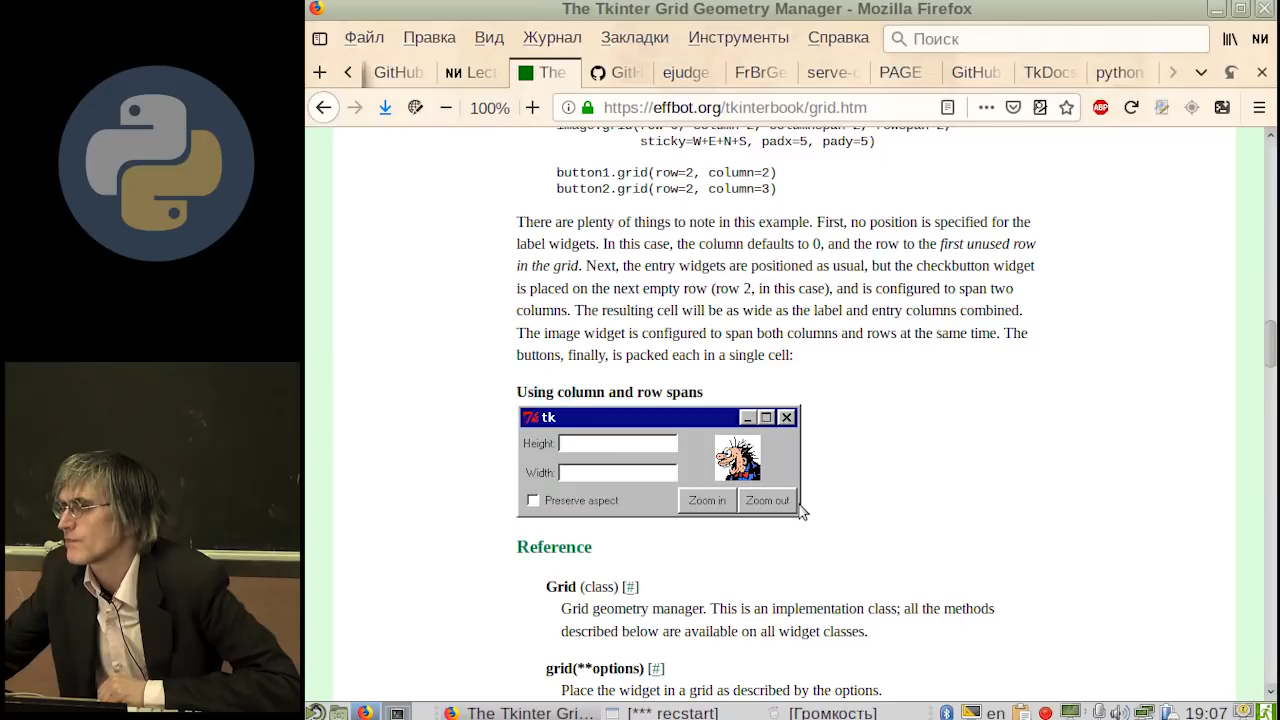 The Tkinter Grid Geometry Manager - Mozilla Firefox
Файл Правка Вид Журнал Закладки Инструменты Справка Поиск
GitHub Lect The GitH ejudge FrBrGe serve-c PAGE GitHub TkDocs python
100% https://effbot.org/tkinterbook/grid.htm
sticky=W+E+N+S, padx=5, pady=5)
button1.grid(row=2, column=2)
button2.grid(row=2, column=3)
There are plenty of things to note in this example. First, no position is specified for the
label widgets. In this case, the column defaults to 0, and the row to the first unused row
in the grid. Next, the entry widgets are positioned as usual, but the checkbutton widget
is placed on the next empty row (row 2, in this case), and is configured to span two
columns. The resulting cell will be as wide as the label and entry columns combined.
The image widget is configured to span both columns and rows at the same time. The
buttons, finally, is packed each in a single cell:
Using column and row spans
tk
Height:
Width:
Preserve aspect Zoom in Zoom out
Reference
Grid (class) [#]
Grid geometry manager. This is an implementation class; all the methods
described below are available on all widget classes.
grid(**options) [#]
Place the widget in a grid as described by the options.
The Tkinter Gri... [*** recstart] [Громкость] en 19:07